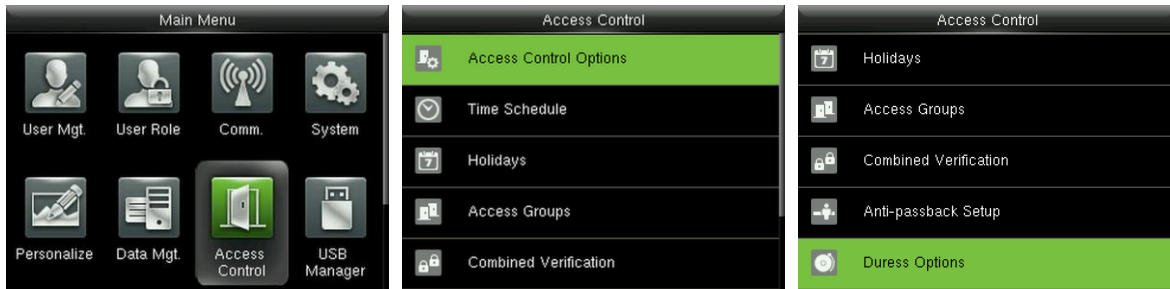 Main Menu
User Mgt.
User Role
Comm.
System
Personalize
Data Mgt.
Access
Control
USB
Manager
Access Control
Access Control Options
Time Schedule
7
Holidays
Access Groups
Combined Verification
Access Control
7
Holidays
Access Groups
Combined Verification
Anti-passback Setup
Duress Options